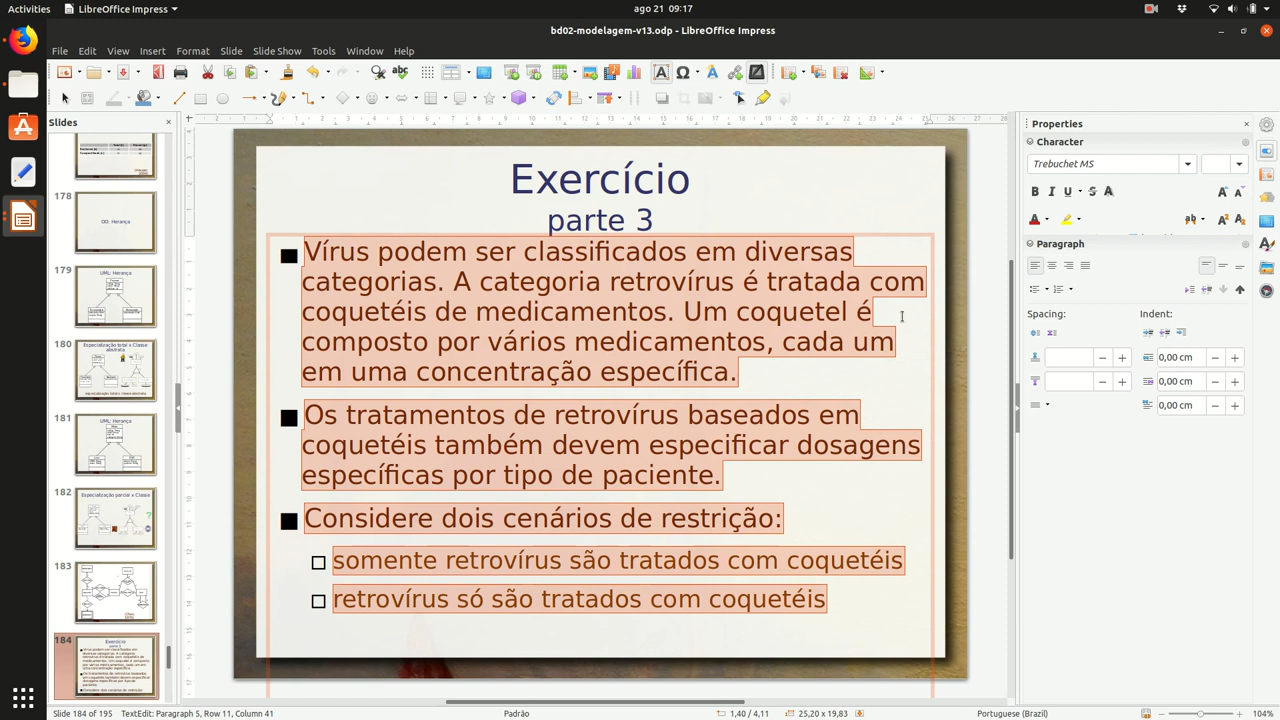 Activities
LibreOffice Impress
ago 21 09:17
bd02-modelagem-v13.odp - LibreOffice Impress
File Edit View Insert Format Slide Slide Show Tools Window Help
Slides
178
OO: Herança
179
UML: Herança
180
Especialização total x Classe
abstrata
181
UML: Herança
182
Especialização parcial x Classe
183
184
Exercício
parte 3
Vírus podem ser classificados em diversas
categorias. A categoria retrovírus é tratada com
coquetéis de medicamentos. Um coquetel é
composto por vários medicamentos, cada um
em uma concentração específica.
Os tratamentos de retrovírus baseados em
coquetéis também devem especificar dosagens
específicas por tipo de paciente.
Considere dois cenários de restrição:
somente retrovírus são tratados com coquetéis
retrovírus só são tratados com coquetéis
Properties
Character
Trebuchet MS
Paragraph
Spacing:
Indent:
0,00 cm
0,00 cm
0,00 cm
Slide 184 of 195
TextEdit: Paragraph 5, Row 11, Column 41
Padrão
1,40 / 4,11
25,20 x 19,83
Portuguese (Brazil)
104%